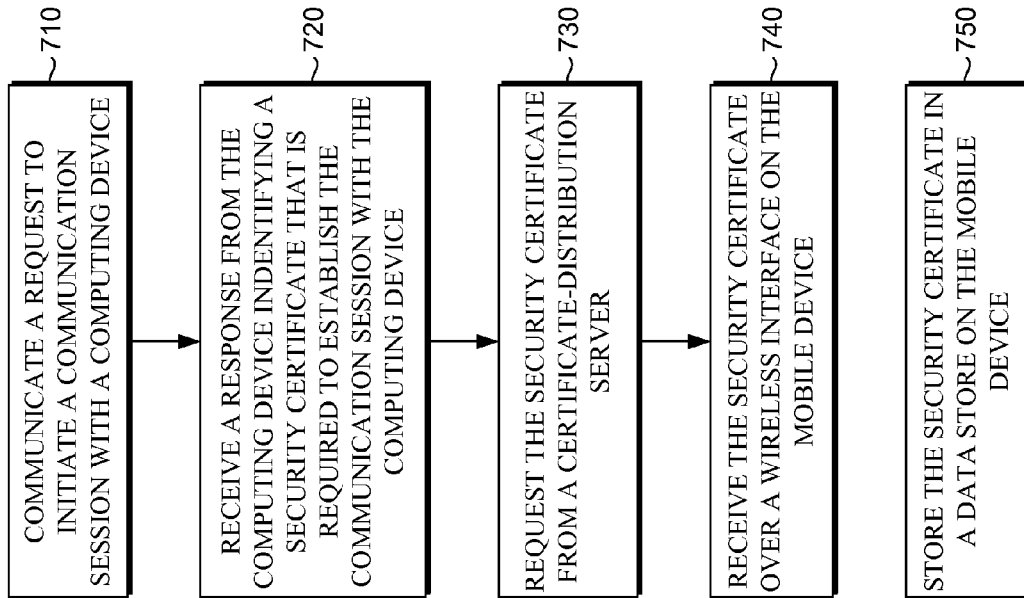 COMMUNICATE A REQUEST TO
INITIATE A COMMUNICATION
SESSION WITH A COMPUTING DEVICE
710
RECEIVE A RESPONSE FROM THE
COMPUTING DEVICE INDENTIFYING A
SECURITY CERTIFICATE THAT IS
REQUIRED TO ESTABLISH THE
COMMUNICATION SESSION WITH THE
COMPUTING DEVICE
720
REQUEST THE SECURITY CERTIFICATE
FROM A CERTIFICATE-DISTRIBUTION
SERVER
730
RECEIVE THE SECURITY CERTIFICATE
OVER A WIRELESS INTERFACE ON THE
MOBILE DEVICE
740
STORE THE SECURITY CERTIFICATE IN
A DATA STORE ON THE MOBILE
DEVICE
750